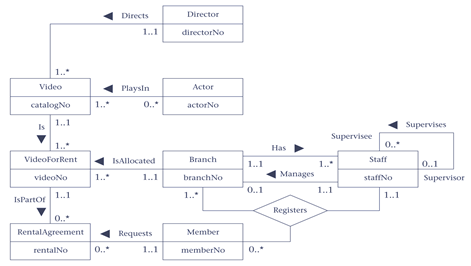 Directs
Director
1..1
directorNo
1..*
Video
PlaysIn
Actor
catalogNo
1..*
0..*
actorNo
Is
1..1
1..*
Has
Supervisee
Supervises
0..*
VideoForRent
IsAllocated
Branch
1..1
1..*
Staff
0..1
videoNo
1..*
1..1
branchNo
Manages
staffNo
Supervisor
0..1
1..1
IsPartOf
1..1
1..*
1..1
0..*
Registers
RentalAgreement
Requests
Member
rentalNo
0..*
1..1
memberNo
0..*